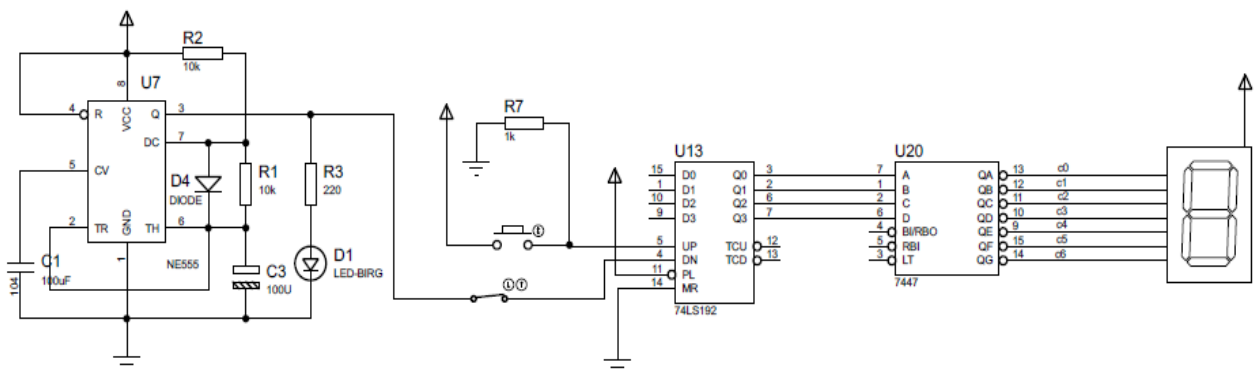 R2
10k
U7
8
4
R
VCC
Q
3
DC
7
5
CV
2
TR
GND
TH
6
1
NE555
D4
DIODE
R1
10k
C1
100uF
104
C3
100U
R3
220
D1
LED-BIRG
R7
1k
U13
15
D0
Q0
3
1
D1
Q1
2
10
D2
Q2
6
9
D3
Q3
7
5
UP
TCU
12
4
DN
TCD
13
11
PL
14
MR
74LS192
U20
7
A
QA
13
1
B
QB
12
2
C
QC
11
6
D
QD
10
4
BI/RBO
QE
9
5
RBI
QF
15
3
LT
QG
14
7447
c0
c1
c2
c3
c4
c5
c6